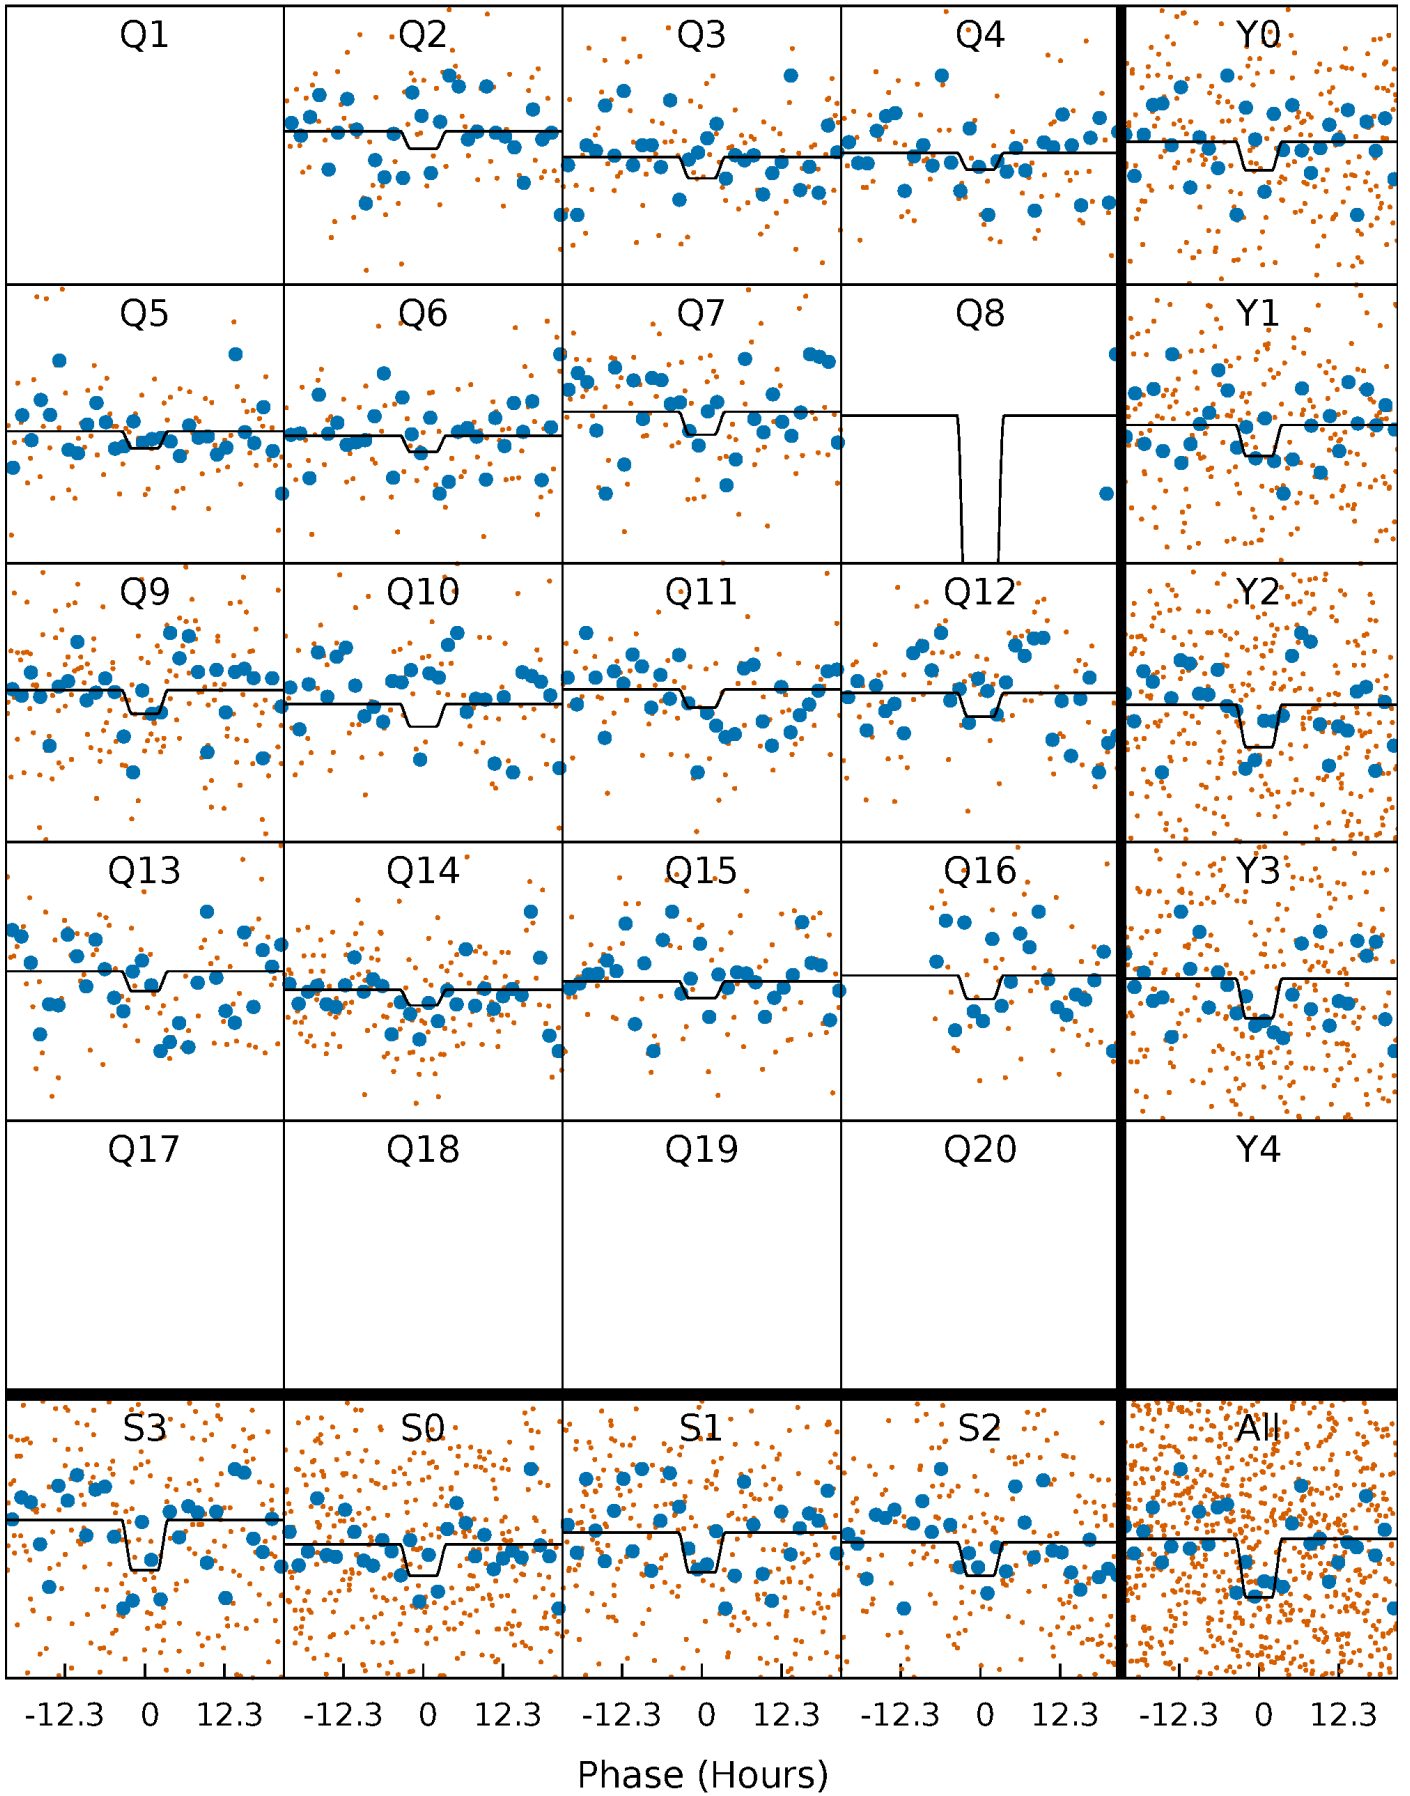 Q1 Q2 Q3 Q4 Y0
Q5 Q6 Q7 Q8 Y1
Q9 Q10 Q11 Q12 Y2
Q13 Q14 Q15 Q16 Y3
Q17 Q18 Q19 Q20 Y4
S3 S0 S1 S2 All
-12.3 0 12.3 -12.3 0 12.3 -12.3 0 12.3 -12.3 0 12.3 -12.3 0 12.3
Phase (Hours)